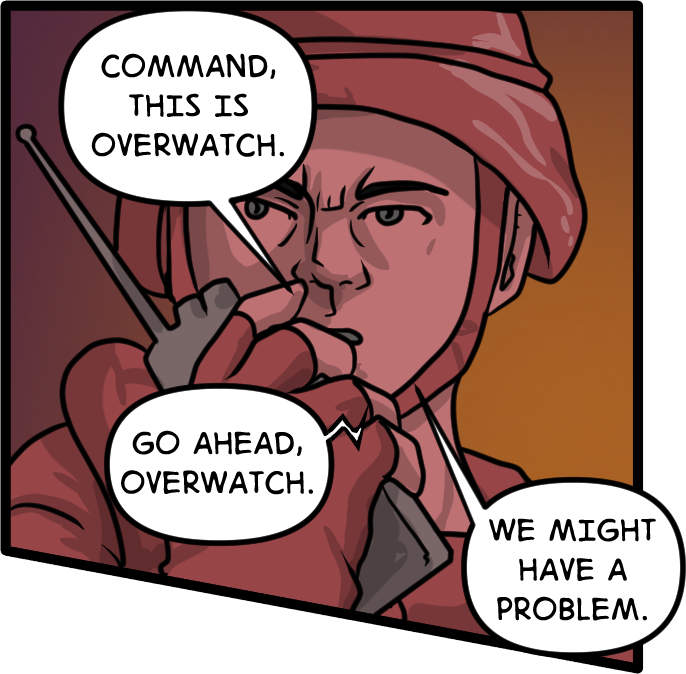 COMMAND,
THIS IS
OVERWATCH.
GO AHEAD,
OVERWATCH.
WE MIGHT
HAVE A
PROBLEM.